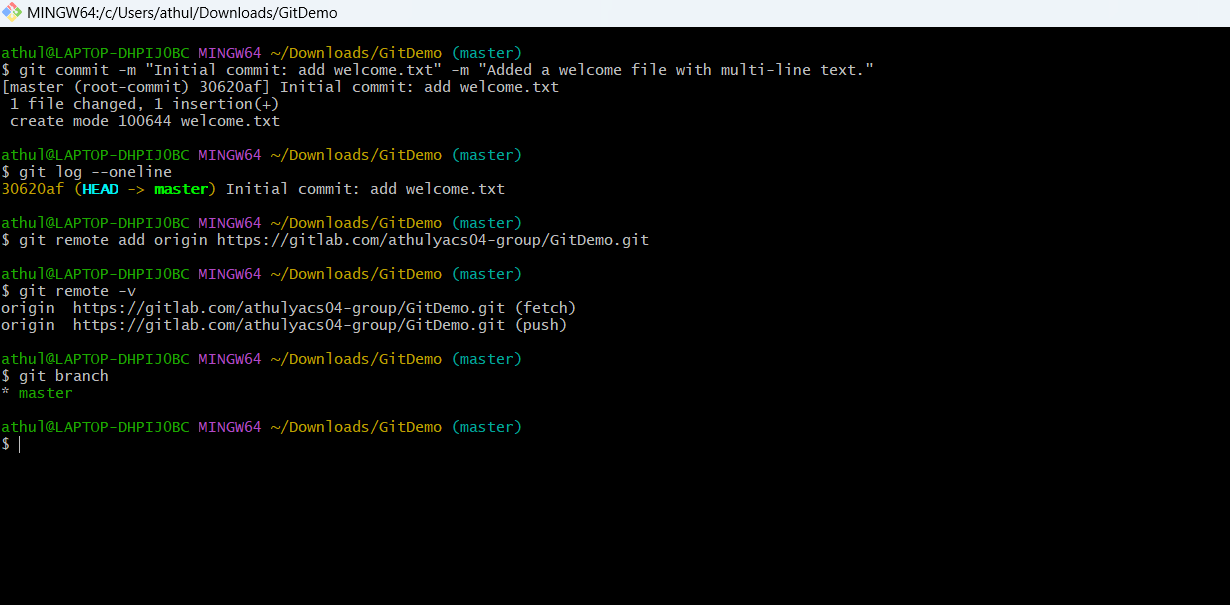 MINGW64:/c/Users/athul/Downloads/GitDemo
athul@LAPTOP-DHPIJOBC MINGW64 ~/Downloads/GitDemo (master)
$ git commit -m "Initial commit: add welcome.txt" -m "Added a welcome file with multi-line text."
[master (root-commit) 30620af] Initial commit: add welcome.txt
 1 file changed, 1 insertion(+)
 create mode 100644 welcome.txt
athul@LAPTOP-DHPIJOBC MINGW64 ~/Downloads/GitDemo (master)
$ git log --oneline
30620af (HEAD -> master) Initial commit: add welcome.txt
athul@LAPTOP-DHPIJOBC MINGW64 ~/Downloads/GitDemo (master)
$ git remote add origin https://gitlab.com/athulyacs04-group/GitDemo.git
athul@LAPTOP-DHPIJOBC MINGW64 ~/Downloads/GitDemo (master)
$ git remote -v
origin  https://gitlab.com/athulyacs04-group/GitDemo.git (fetch)
origin  https://gitlab.com/athulyacs04-group/GitDemo.git (push)
athul@LAPTOP-DHPIJOBC MINGW64 ~/Downloads/GitDemo (master)
$ git branch
* master
athul@LAPTOP-DHPIJOBC MINGW64 ~/Downloads/GitDemo (master)
$